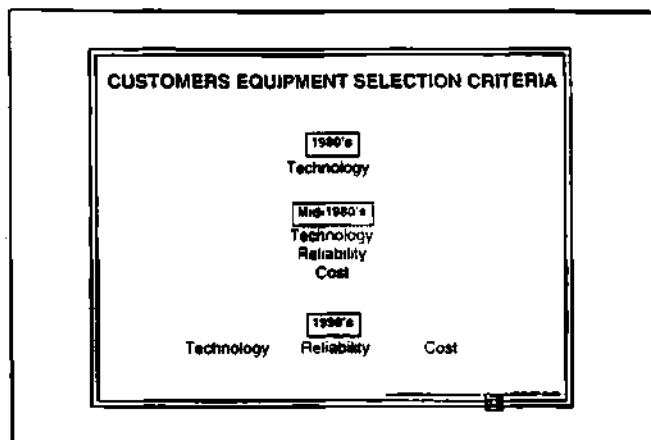 CUSTOMERS EQUIPMENT SELECTION CRITERIA
1980's
Technology
Mid-1980's
Technology
Reliability
Cost
1990's
Technology Reliability Cost